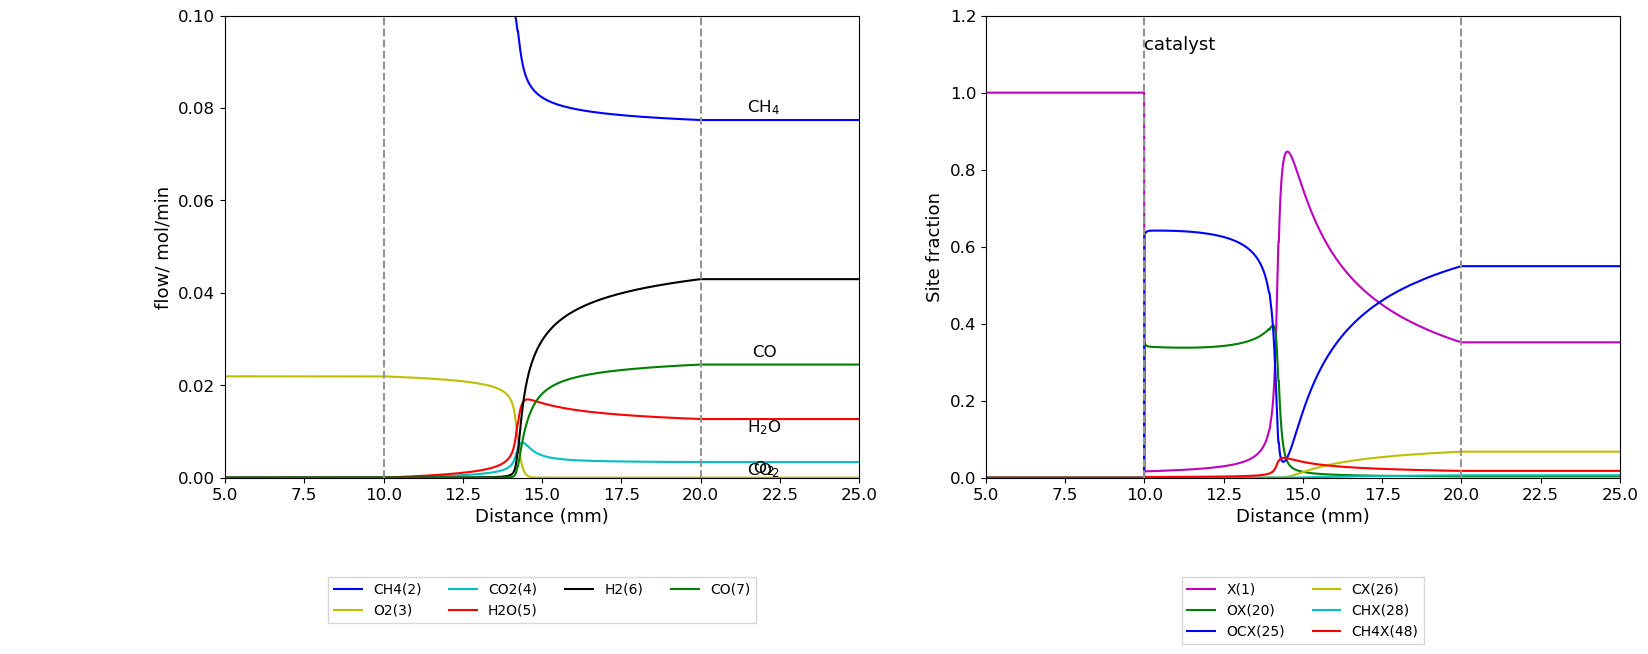 0.10
0.08
0.06
0.04
0.02
0.00
flow/ mol/min
CH₄
CO
H₂O
O₂
CO₂
5.0 7.5 10.0 12.5 15.0 17.5 20.0 22.5 25.0
Distance (mm)
CH4(2) CO2(4) H2(6) CO(7)
O2(3) H2O(5)
1.2
1.0
0.8
0.6
0.4
0.2
0.0
Site fraction
catalyst
5.0 7.5 10.0 12.5 15.0 17.5 20.0 22.5 25.0
Distance (mm)
X(1) CX(26)
OX(20) CHX(28)
OCX(25) CH4X(48)